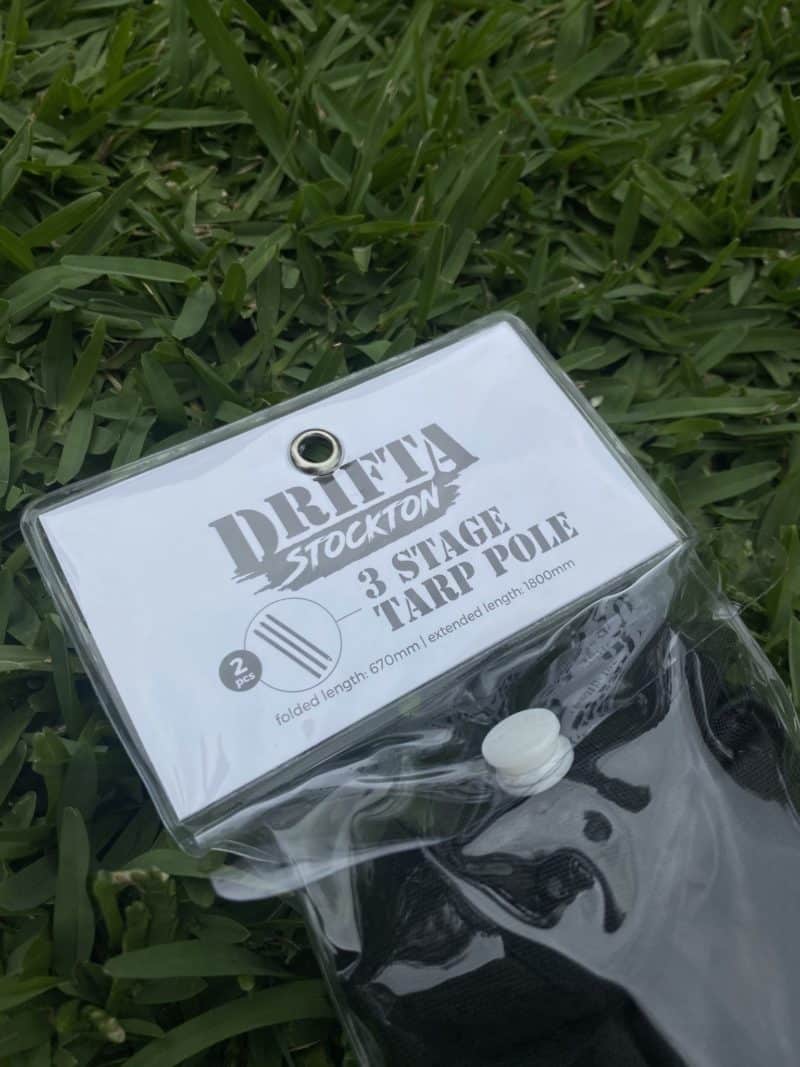 DRIFTA
STOCKTON
3 STAGE
TARP POLE
2
pcs
folded length: 670mm | extended length: 1800mm